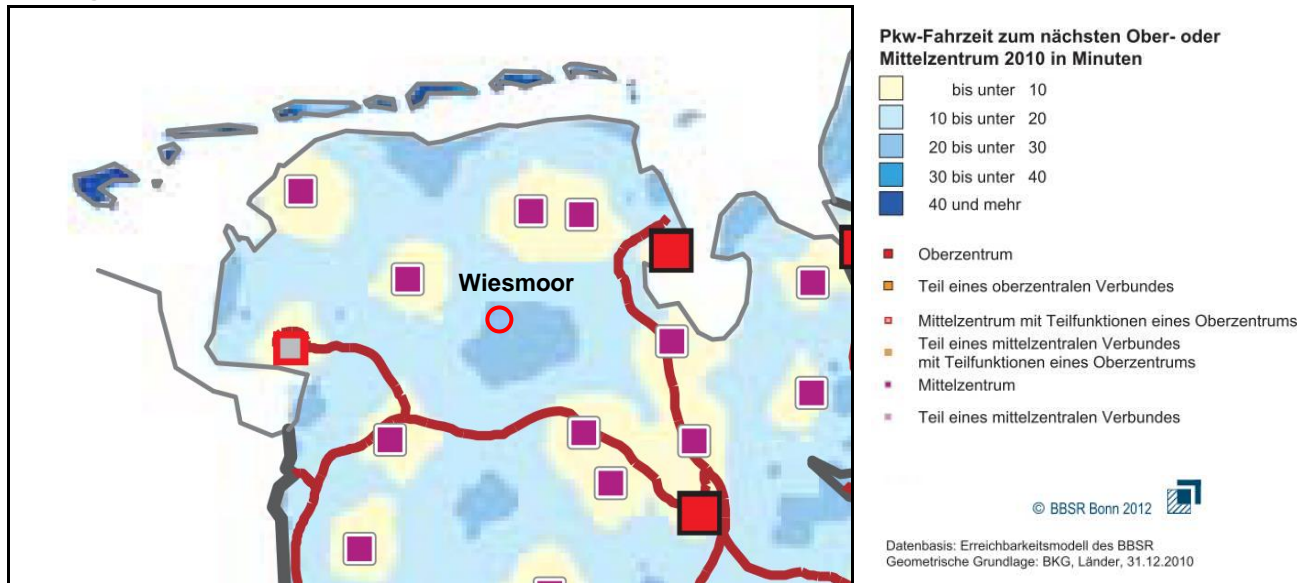 Wiesmoor
Pkw-Fahrzeit zum nächsten Ober- oder
Mittelzentrum 2010 in Minuten
bis unter 10
10 bis unter 20
20 bis unter 30
30 bis unter 40
40 und mehr
Oberzentrum
Teil eines oberzentralen Verbundes
Mittelzentrum mit Teilfunktionen eines Oberzentrums
Teil eines mittelzentralen Verbundes
mit Teilfunktionen eines Oberzentrums
Mittelzentrum
Teil eines mittelzentralen Verbundes
© BBSR Bonn 2012
Datenbasis: Erreichbarkeitsmodell des BBSR
Geometrische Grundlage: BKG, Länder, 31.12.2010